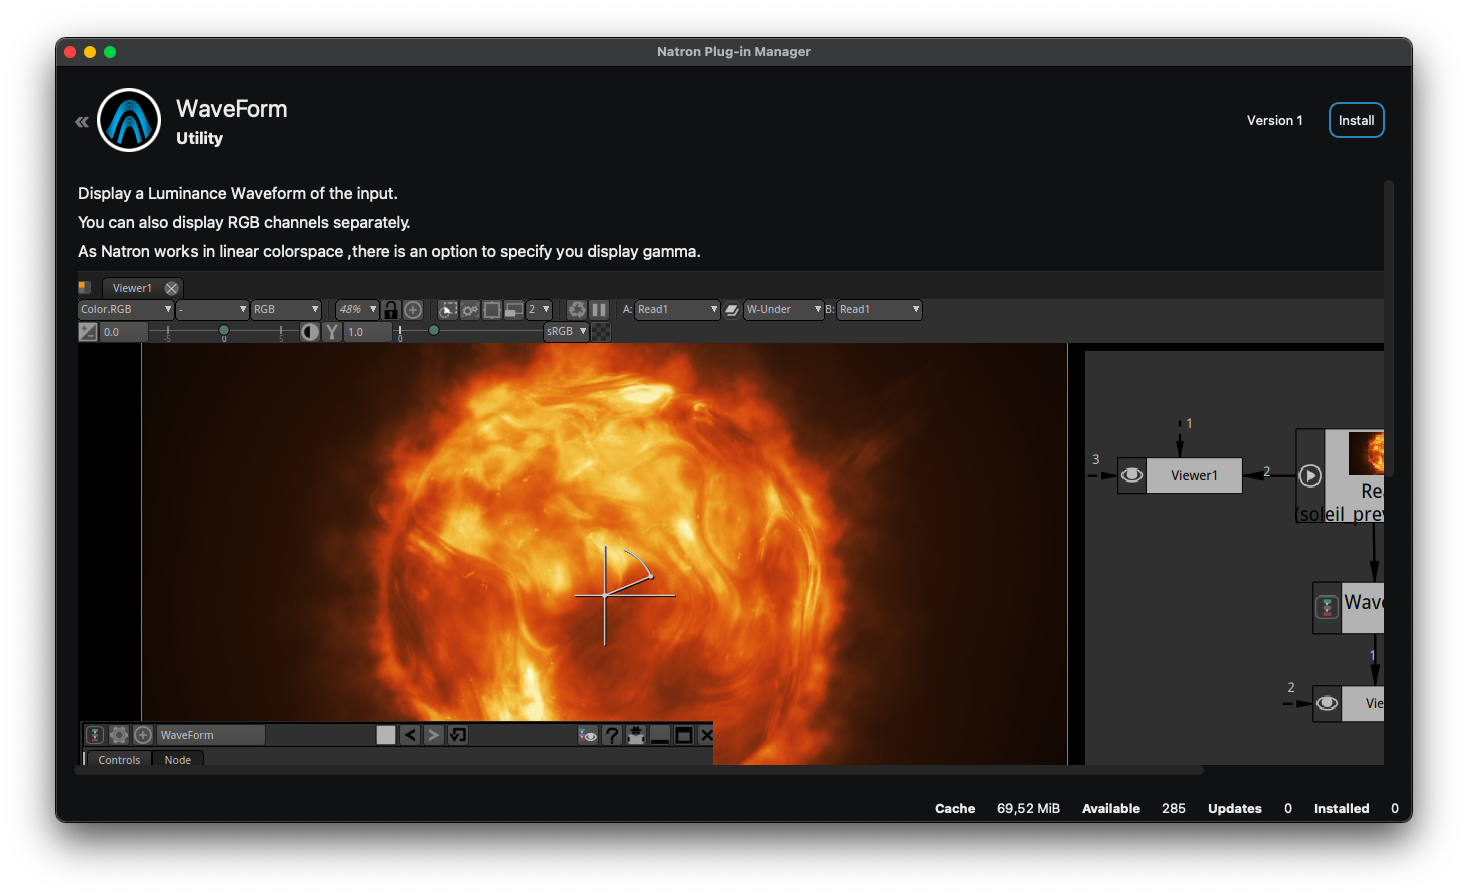 Natron Plug-in Manager
«
WaveForm
Utility
Version 1
Install
Display a Luminance Waveform of the input.
You can also display RGB channels separately.
As Natron works in linear colorspace ,there is an option to specify you display gamma.
Viewer1
Color.RGB
-
RGB
48%
2
A: Read1
W-Under
B: Read1
0.0
-5
0
5
Y
1.0
0
sRGB
1
3
Viewer1
2
Rea
(soleil_prev
Wave
1
2
Vie
WaveForm
Controls
Node
Cache 69,52 MiB Available 285 Updates 0 Installed 0